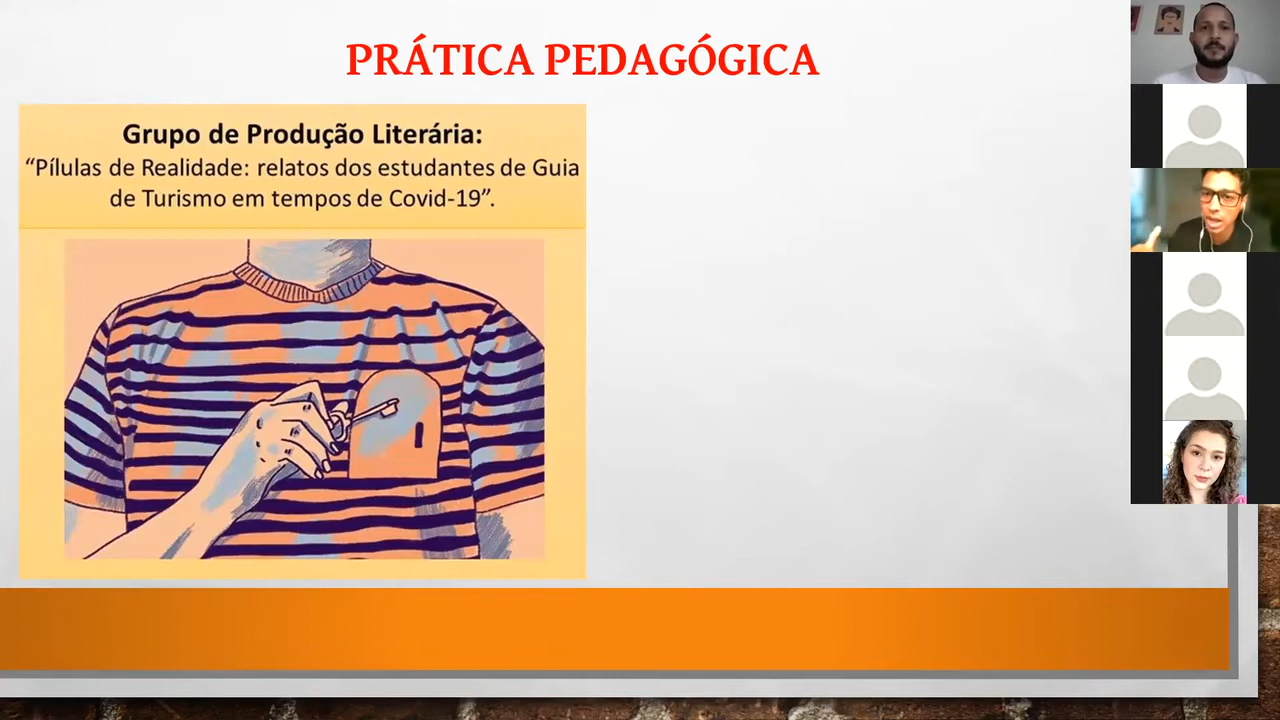 PRÁTICA PEDAGÓGICA
Grupo de Produção Literária:
“Pílulas de Realidade: relatos dos estudantes de Guia
de Turismo em tempos de Covid-19”.